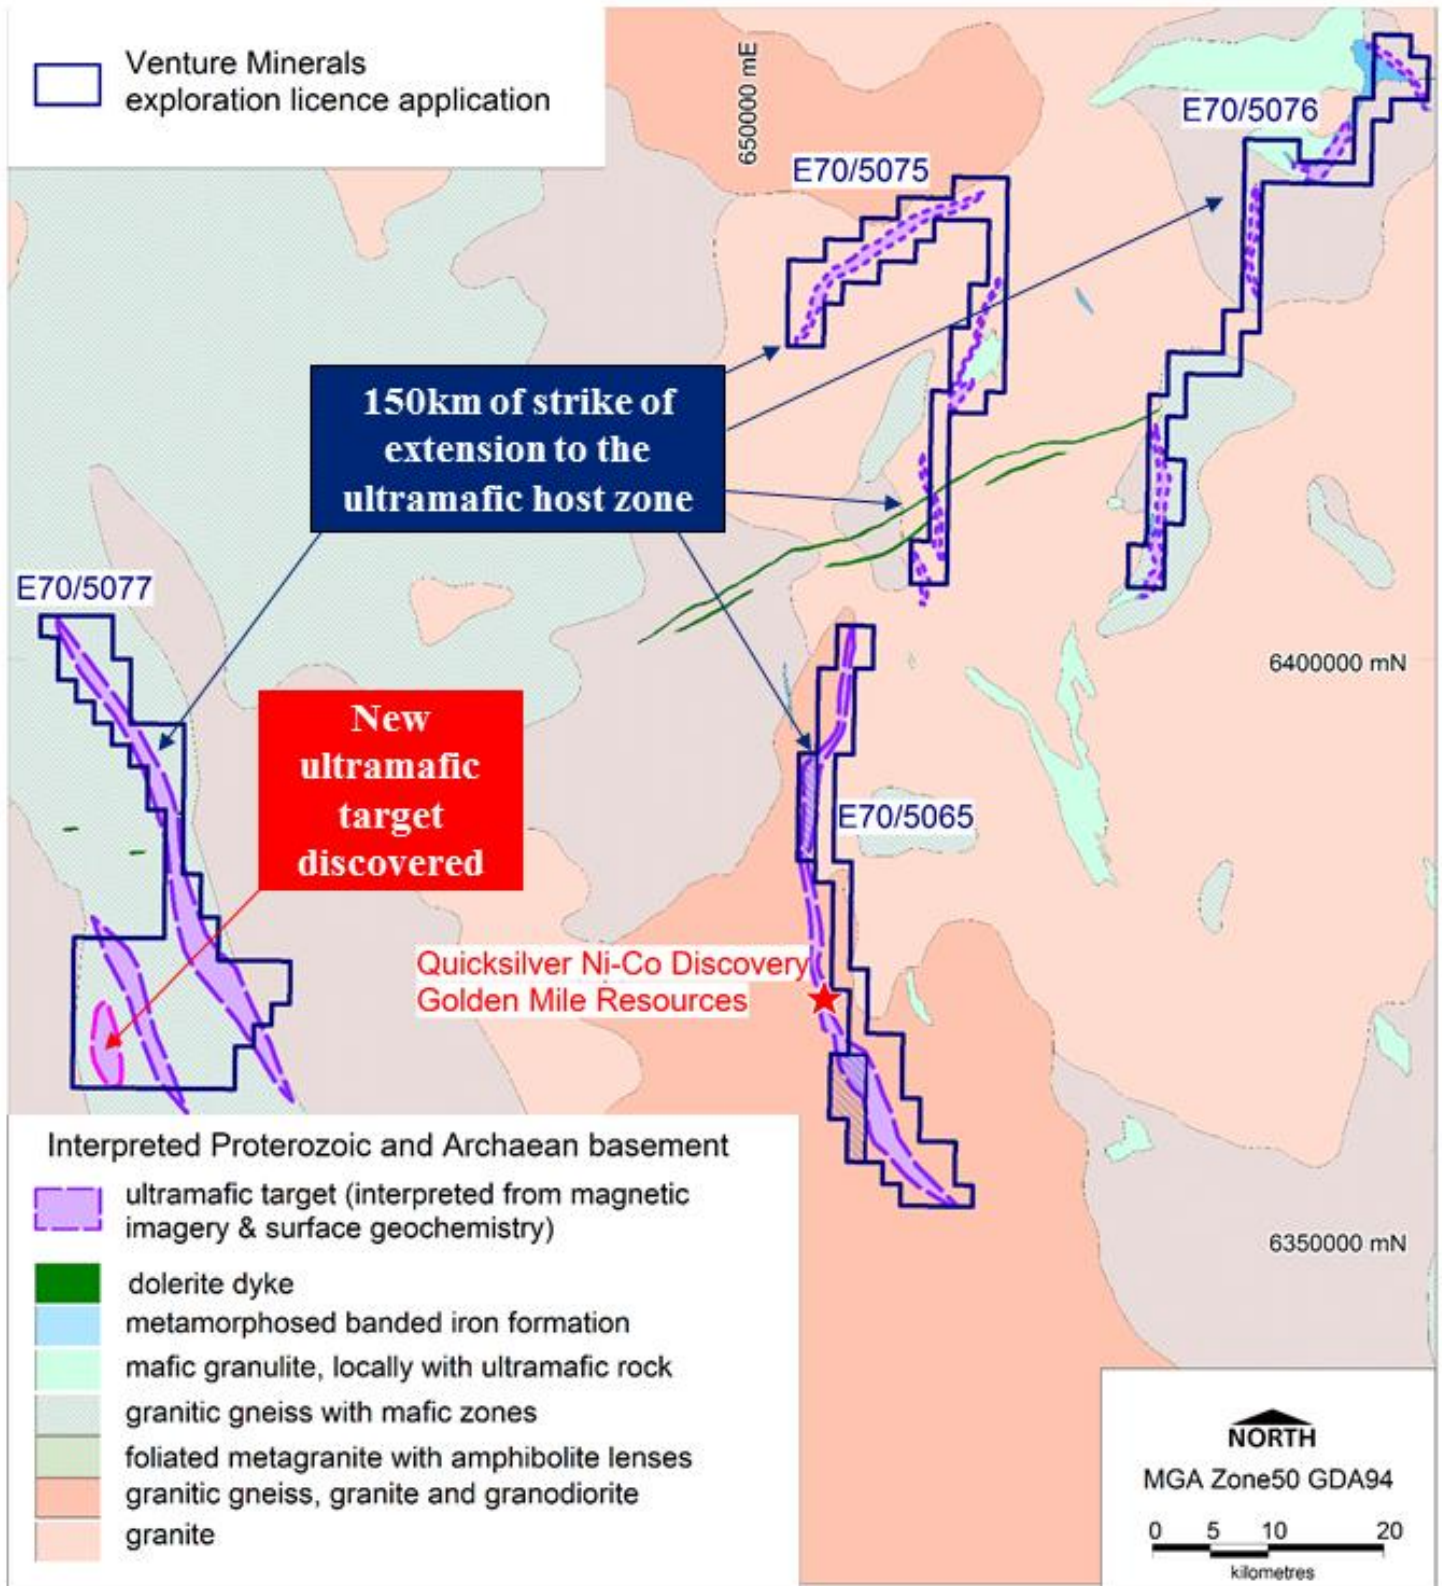 Venture Minerals
exploration licence application
650000 mE
E70/5076
E70/5075
150km of strike of
extension to the
ultramafic host zone
E70/5077
6400000 mN
New
ultramafic
target
discovered
E70/5065
Quicksilver Ni-Co Discovery
Golden Mile Resources
Interpreted Proterozoic and Archaean basement
ultramafic target (interpreted from magnetic
imagery & surface geochemistry)
6350000 mN
dolerite dyke
metamorphosed banded iron formation
mafic granulite, locally with ultramafic rock
granitic gneiss with mafic zones
foliated metagranite with amphibolite lenses
granitic gneiss, granite and granodiorite
granite
NORTH
MGA Zone50 GDA94
0 5 10 20
kilometres